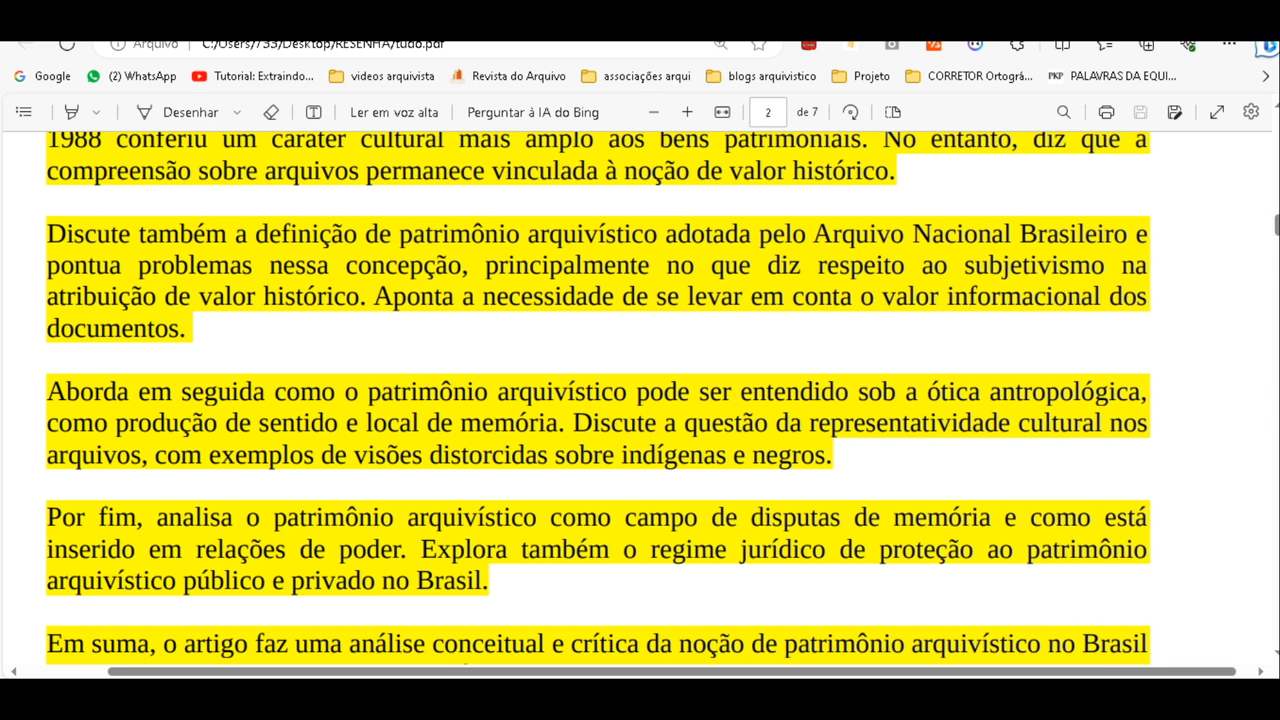 Arquivo C:/Users/733/Desktop/RESENHA/tudo.pdf
Google (2) WhatsApp Tutorial: Extraindo... videos arquivista Revista do Arquivo associações arqui blogs arquivistico Projeto CORRETOR Ortográ... PKP PALAVRAS DA EQUI...
Desenhar Ler em voz alta Perguntar à IA do Bing 2 de 7
1988 conferiu um caráter cultural mais amplo aos bens patrimoniais. No entanto, diz que a
compreensão sobre arquivos permanece vinculada à noção de valor histórico.
Discute também a definição de patrimônio arquivístico adotada pelo Arquivo Nacional Brasileiro e
pontua problemas nessa concepção, principalmente no que diz respeito ao subjetivismo na
atribuição de valor histórico. Aponta a necessidade de se levar em conta o valor informacional dos
documentos.
Aborda em seguida como o patrimônio arquivístico pode ser entendido sob a ótica antropológica,
como produção de sentido e local de memória. Discute a questão da representatividade cultural nos
arquivos, com exemplos de visões distorcidas sobre indígenas e negros.
Por fim, analisa o patrimônio arquivístico como campo de disputas de memória e como está
inserido em relações de poder. Explora também o regime jurídico de proteção ao patrimônio
arquivístico público e privado no Brasil.
Em suma, o artigo faz uma análise conceitual e crítica da noção de patrimônio arquivístico no Brasil